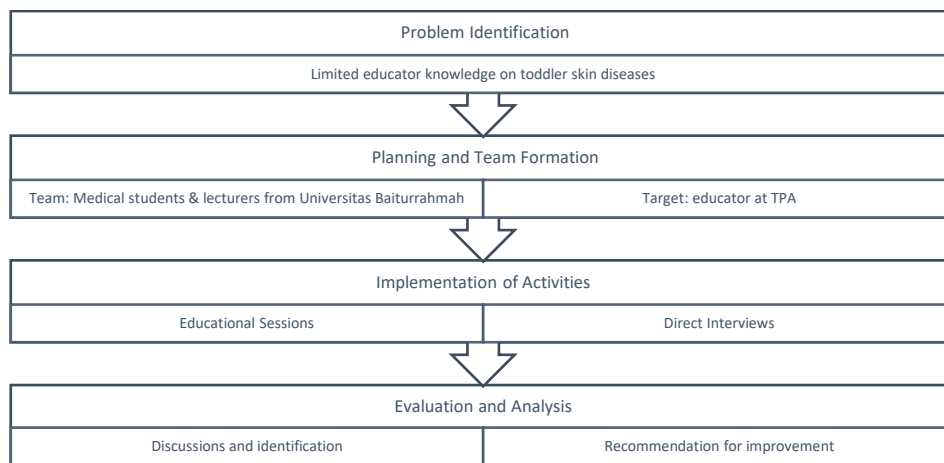 Problem Identification
Limited educator knowledge on toddler skin diseases
Planning and Team Formation
Team: Medical students & lecturers from Universitas Baiturrahmah
Target: educator at TPA
Implementation of Activities
Educational Sessions
Direct Interviews
Evaluation and Analysis
Discussions and identification
Recommendation for improvement